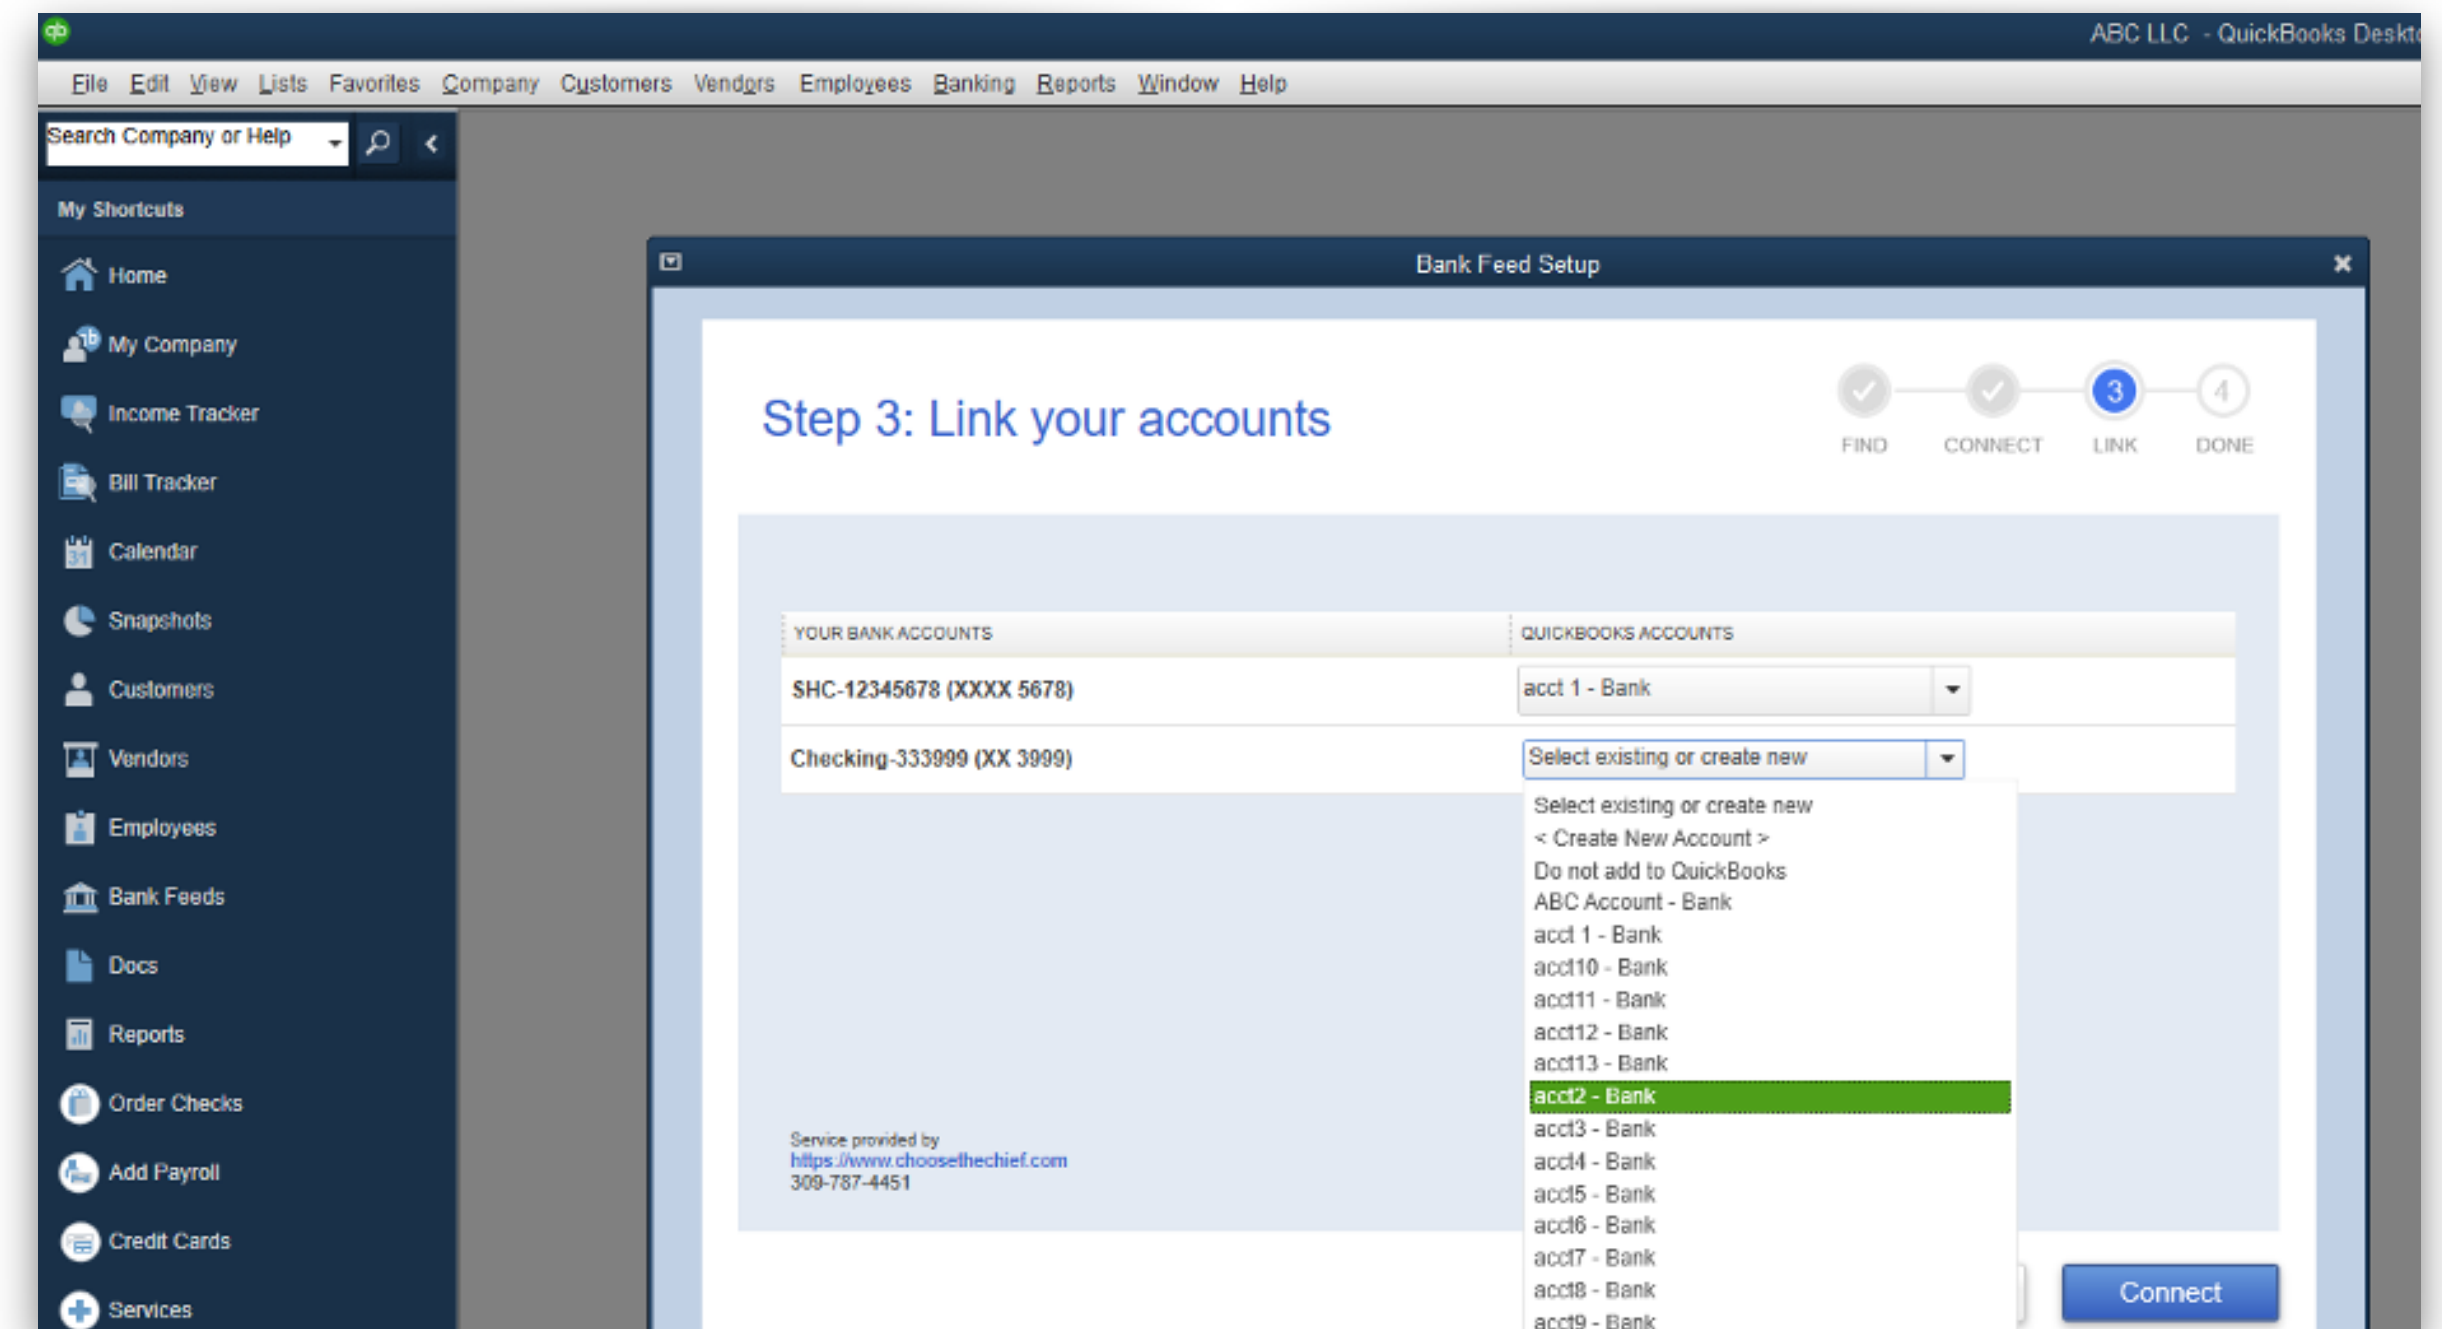 qb
ABC LLC - QuickBooks Deskto
File Edit View Lists Favorites Company Customers Vendors Employees Banking Reports Window Help
Search Company or Help
My Shortcuts
Home
My Company
Income Tracker
Bill Tracker
31
Calendar
Snapshots
Customers
Vendors
Employees
Bank Feeds
Docs
Reports
Order Checks
Add Payroll
Credit Cards
Services
Bank Feed Setup
Step 3: Link your accounts
3
4
FIND CONNECT LINK DONE
YOUR BANK ACCOUNTS QUICKBOOKS ACCOUNTS
SHC-12345678 (XXXX 5678) acct 1 - Bank
Checking-333999 (XX 3999) Select existing or create new
Select existing or create new
< Create New Account >
Do not add to QuickBooks
ABC Account - Bank
acct 1 - Bank
acct10 - Bank
acct11 - Bank
acct12 - Bank
acct13 - Bank
acct2 - Bank
acct3 - Bank
acct4 - Bank
acct5 - Bank
acct6 - Bank
acct7 - Bank
acct8 - Bank
acct9 - Bank
Service provided by
https://www.choosethechief.com
309-787-4451
Connect